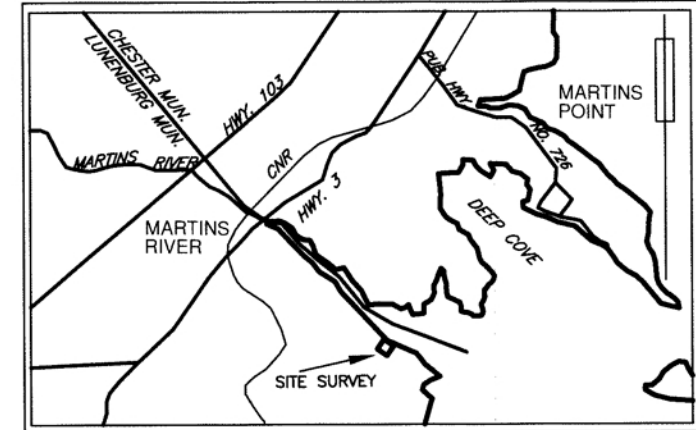 CHESTER MUN.
LUNENBURG MUN.
HWY. 103
PUB. HWY NO. 726
MARTINS
POINT
MARTINS RIVER
CNR
HWY. 3
DEEP COVE
MARTINS
RIVER
SITE SURVEY